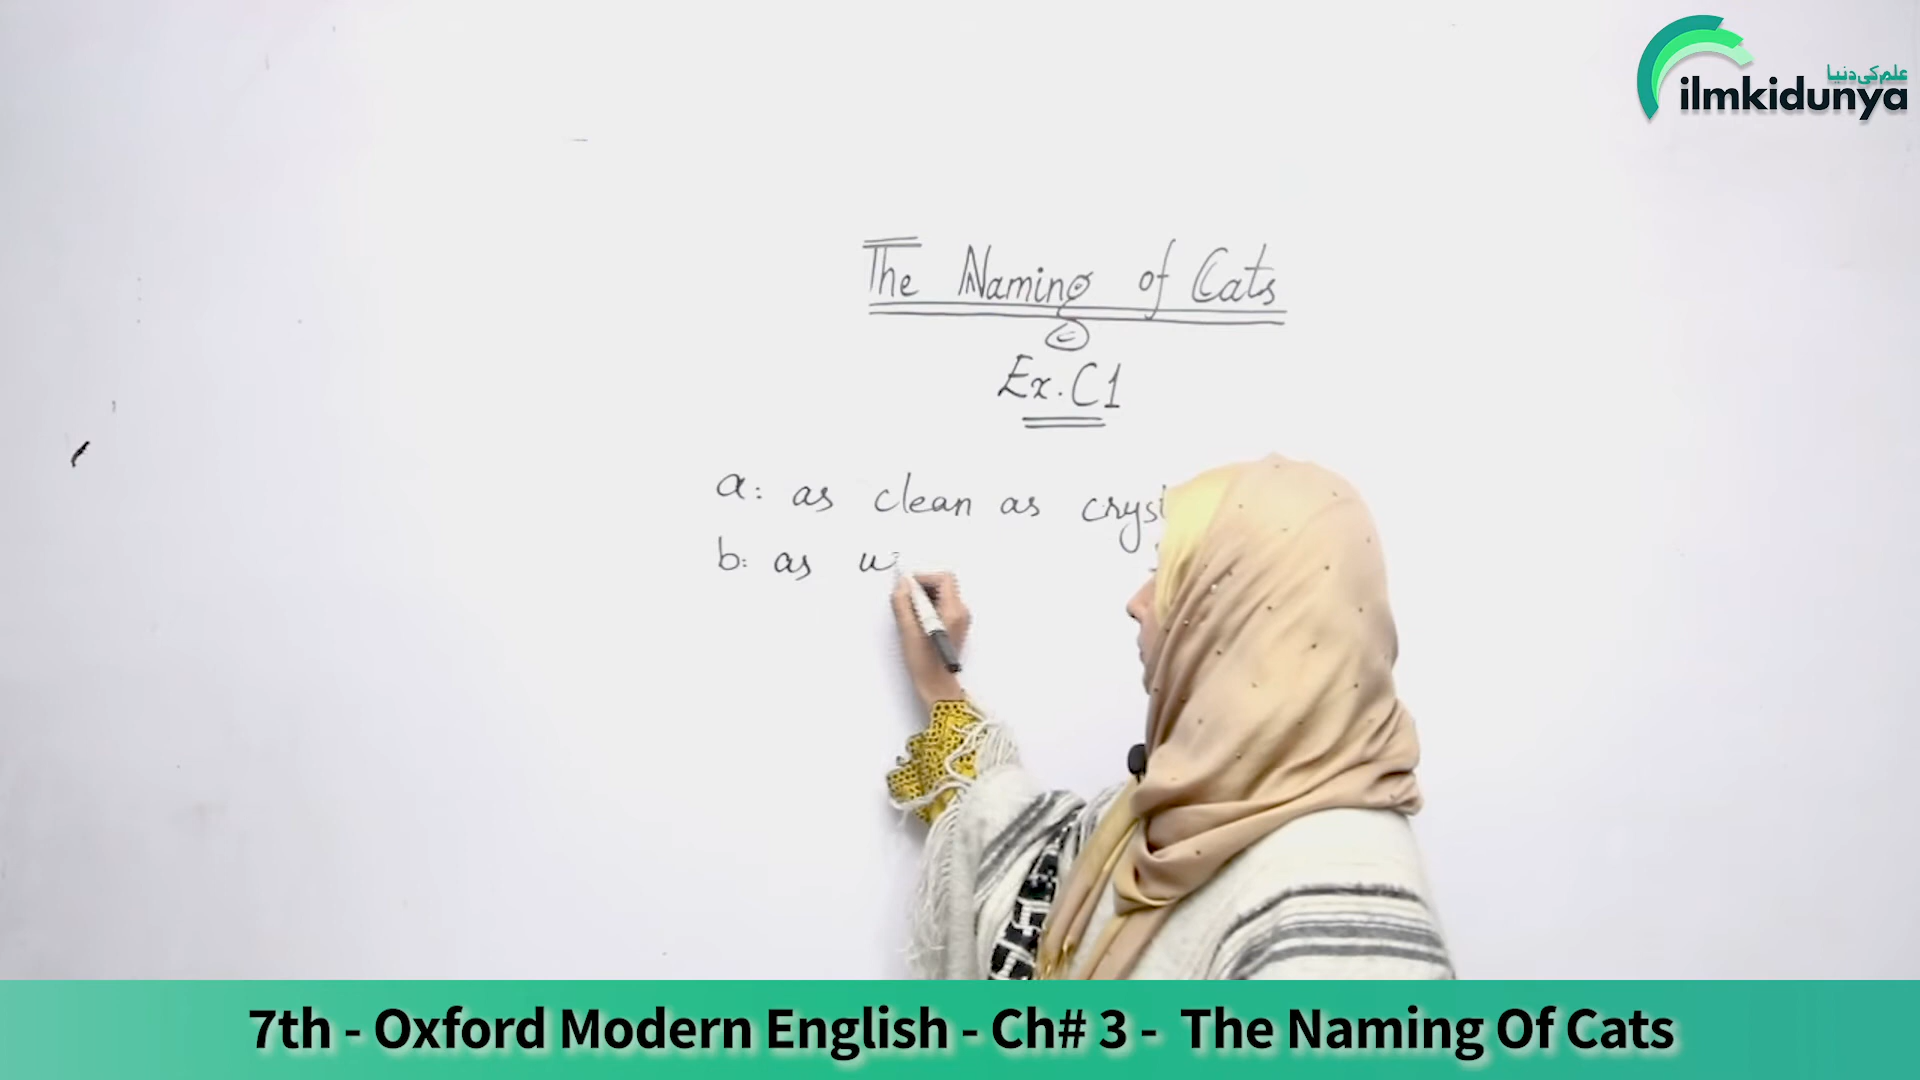 علم کی دنیا
ilmkidunya
The Naming of Cats
Ex. C1
a: as clean as
b: as
7th - Oxford Modern English - Ch# 3 - The Naming Of Cats